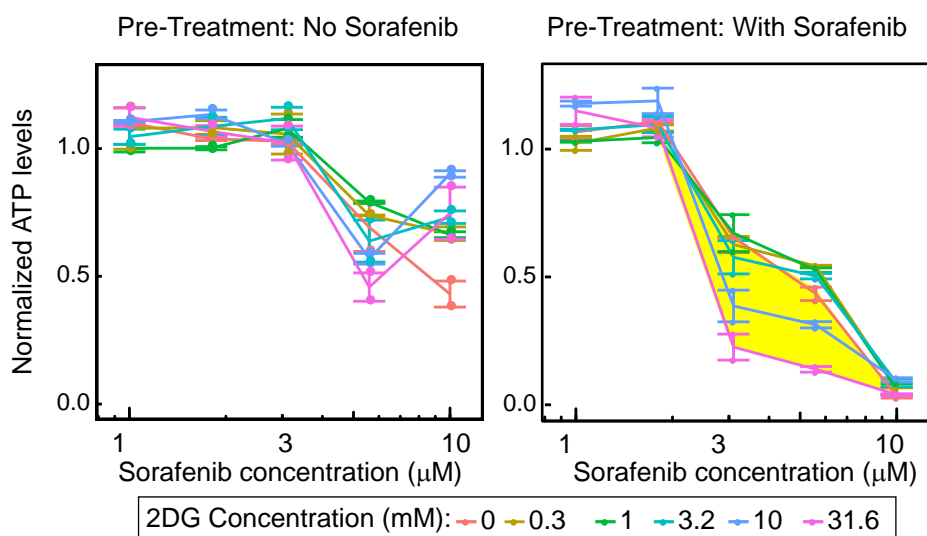 Pre-Treatment: No Sorafenib
Pre-Treatment: With Sorafenib
Normalized ATP levels
1.0
0.5
0.0
1 3 10
Sorafenib concentration (μM)
1.0
0.5
0.0
1 3 10
Sorafenib concentration (μM)
2DG Concentration (mM): 0 0.3 1 3.2 10 31.6